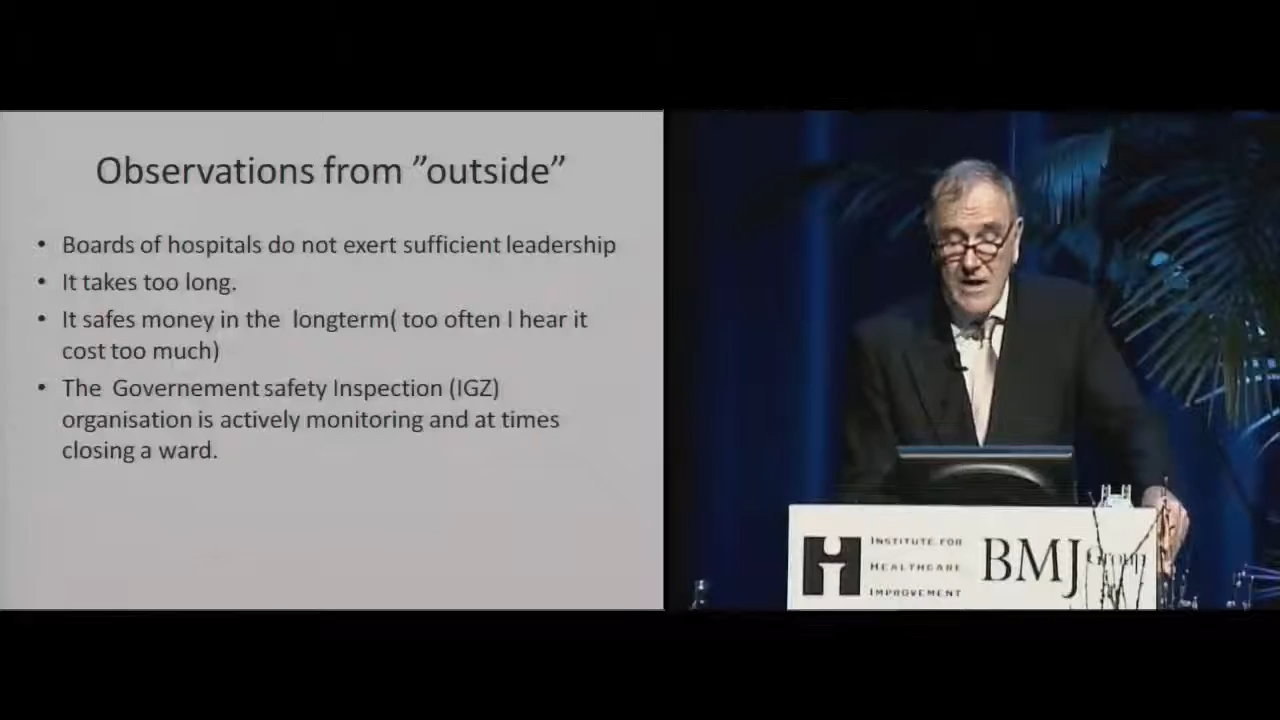 Observations from ”outside”
• Boards of hospitals do not exert sufficient leadership
• It takes too long.
• It safes money in the longterm( too often I hear it
cost too much)
• The Governement safety Inspection (IGZ)
organisation is actively monitoring and at times
closing a ward.
INSTITUTE FOR
HEALTHCARE
IMPROVEMENT
BMJ Group